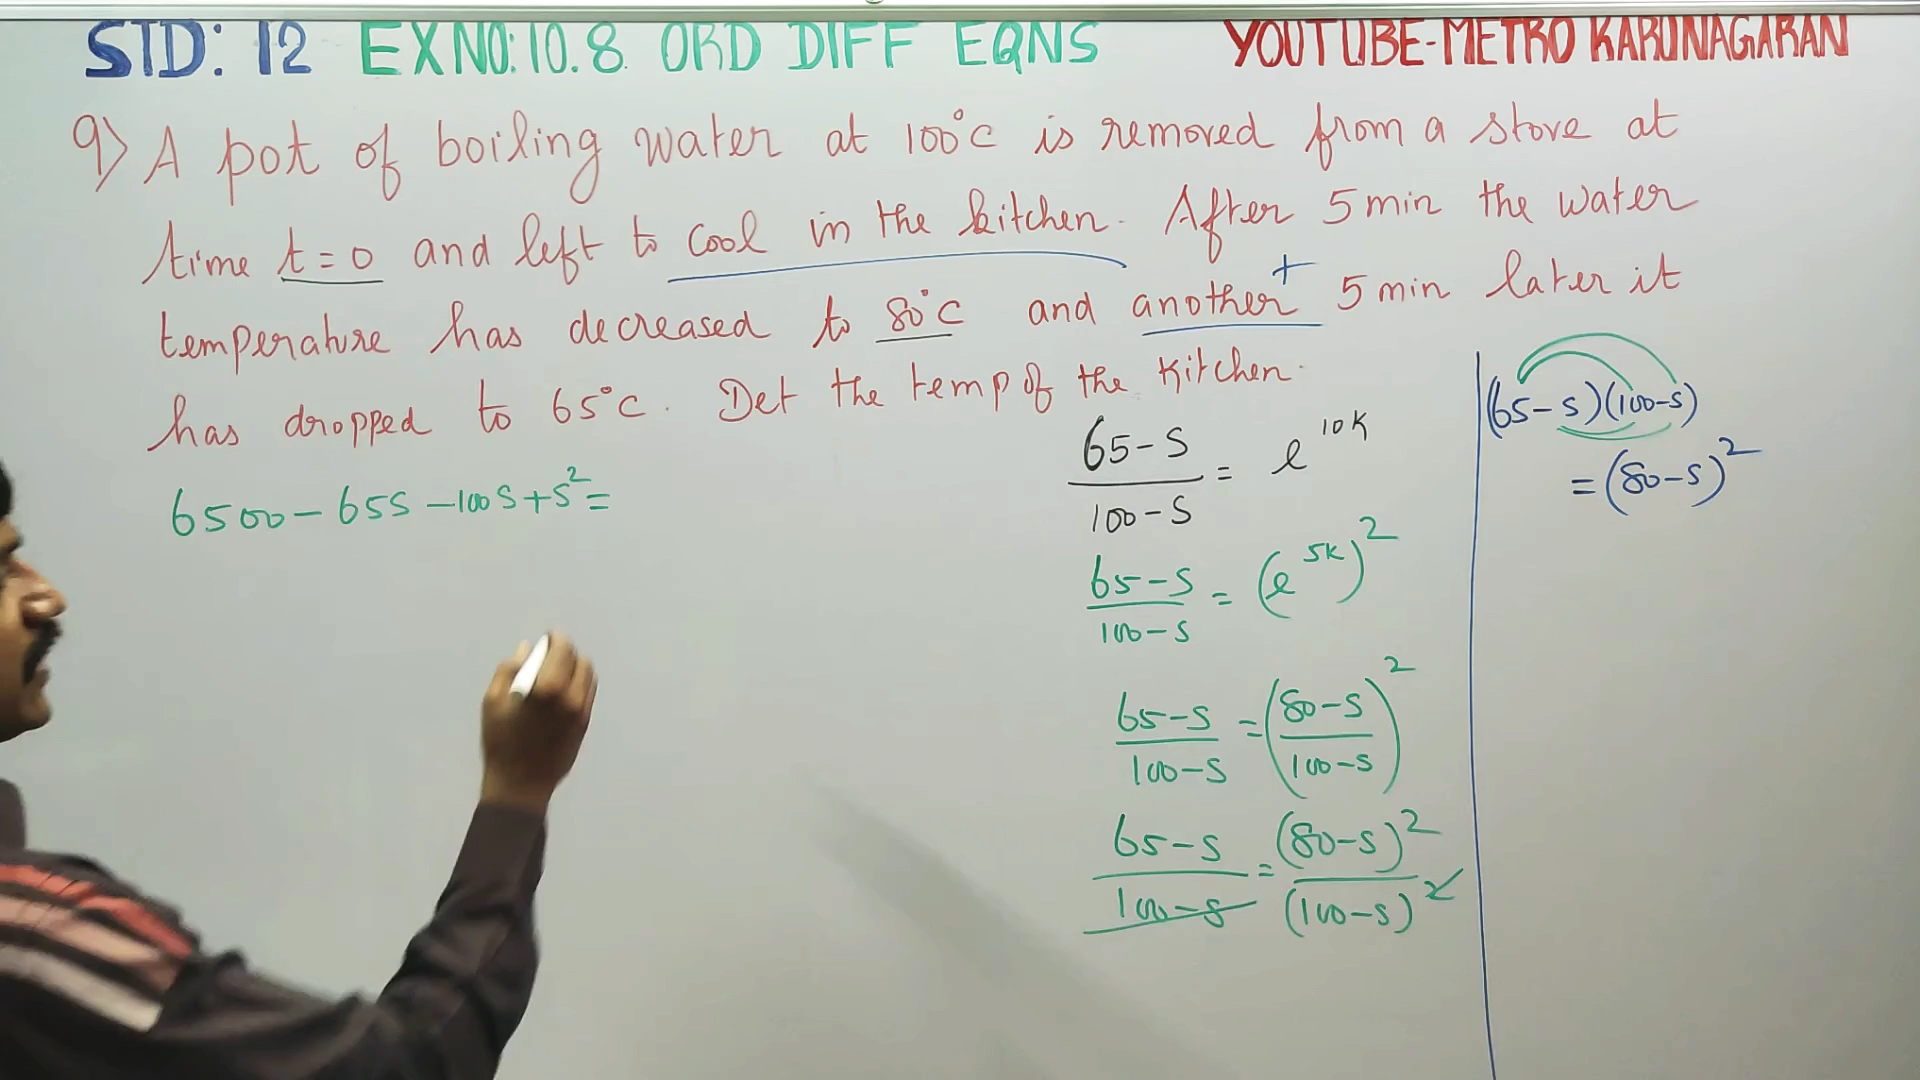 STD: 12 EXNO:10.8. ORD DIFF EQNS YOUTUBE-METRO KARUNAGARAN
9) A pot of boiling water at 100°C is removed from a stove at
time t=0 and left to cool in the kitchen. After 5 min the water
temperature has decreased to 80°C and another + 5 min later it
has dropped to 65°C. Det the temp of the kitchen.
6500-65S-100S+S²=
65-S/100-S = e^10K
65-S/100-S = (e^5K)²
65-S/100-S = (80-S/100-S)²
65-S/100-S = (80-S)²/(100-S)²
(65-S)(100-S)
=(80-S)²